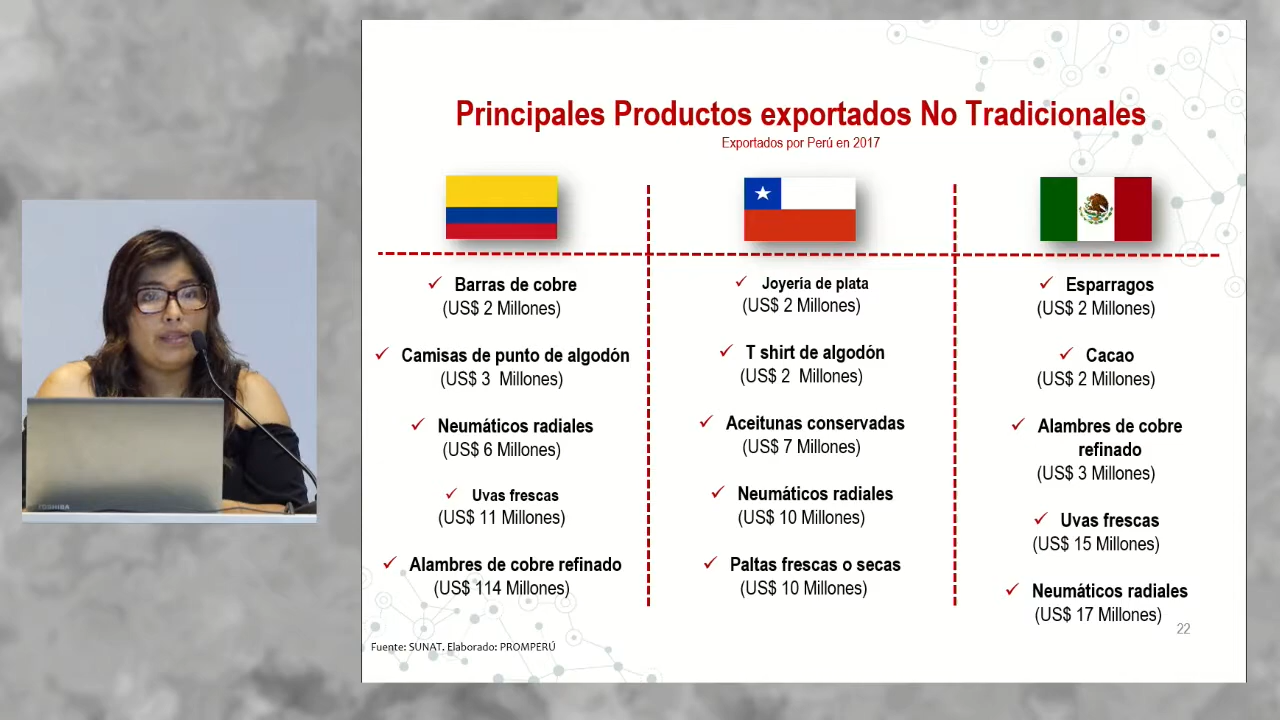 Principales Productos exportados No Tradicionales
Exportados por Perú en 2017
Barras de cobre
(US$ 2 Millones)
Camisas de punto de algodón
(US$ 3 Millones)
Neumáticos radiales
(US$ 6 Millones)
Uvas frescas
(US$ 11 Millones)
Alambres de cobre refinado
(US$ 114 Millones)
Joyería de plata
(US$ 2 Millones)
T shirt de algodón
(US$ 2 Millones)
Aceitunas conservadas
(US$ 7 Millones)
Neumáticos radiales
(US$ 10 Millones)
Paltas frescas o secas
(US$ 10 Millones)
Esparragos
(US$ 2 Millones)
Cacao
(US$ 2 Millones)
Alambres de cobre
refinado
(US$ 3 Millones)
Uvas frescas
(US$ 15 Millones)
Neumáticos radiales
(US$ 17 Millones)
22
Fuente: SUNAT. Elaborado: PROMPERÚ
TOSHIBA